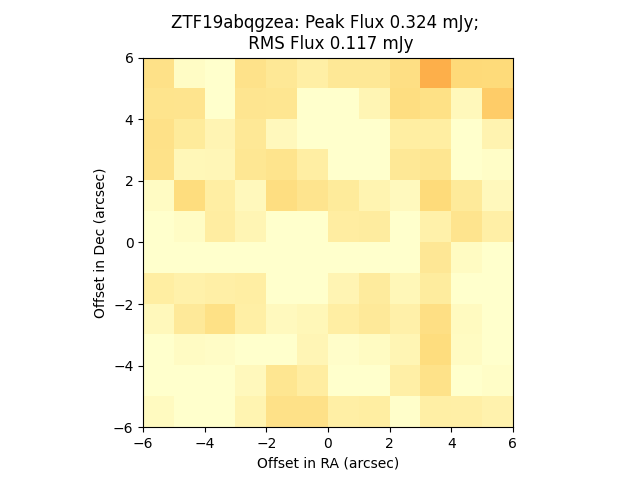 ZTF19abqgzea: Peak Flux 0.324 mJy;
RMS Flux 0.117 mJy
6
4
2
0
−2
−4
−6
Offset in Dec (arcsec)
−6 −4 −2 0 2 4 6
Offset in RA (arcsec)